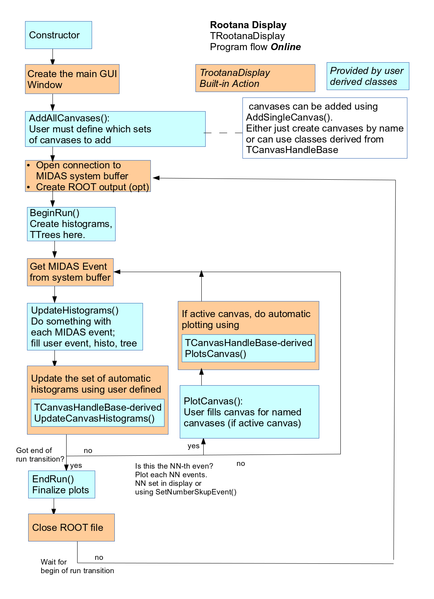 Rootana Display
TRootanaDisplay
Program flow Online
Constructor
Create the main GUI
Window
TRootanaDisplay
Built-in Action
Provided by user
derived classes
AddAllCanvases():
User must define which sets
of canvases to add
canvases can be added using
AddSingleCanvas().
Either just create canvases by name
or can use classes derived from
TCanvasHandleBase
• Open connection to
MIDAS system buffer
• Create ROOT output (opt)
BeginRun()
Create histograms,
TTrees here.
Get MIDAS Event
from system buffer
UpdateHistograms()
Do something with
each MIDAS event;
fill user event, histo, tree
If active canvas, do automatic
plotting using
TCanvasHandleBase-derived
PlotsCanvas()
Update the set of automatic
histograms using user defined
TCanvasHandleBase-derived
UpdateCanvasHistograms()
PlotCanvas():
User fills canvas for named
canvases (if active canvas)
Got end of
run transition?
no
yes
yes
Is this the NN-th even?
Plot each NN events.
NN set in display or
using SetNumberSkupEvent()
no
EndRun()
Finalize plots
Close ROOT file
no
Wait for
begin of run transition